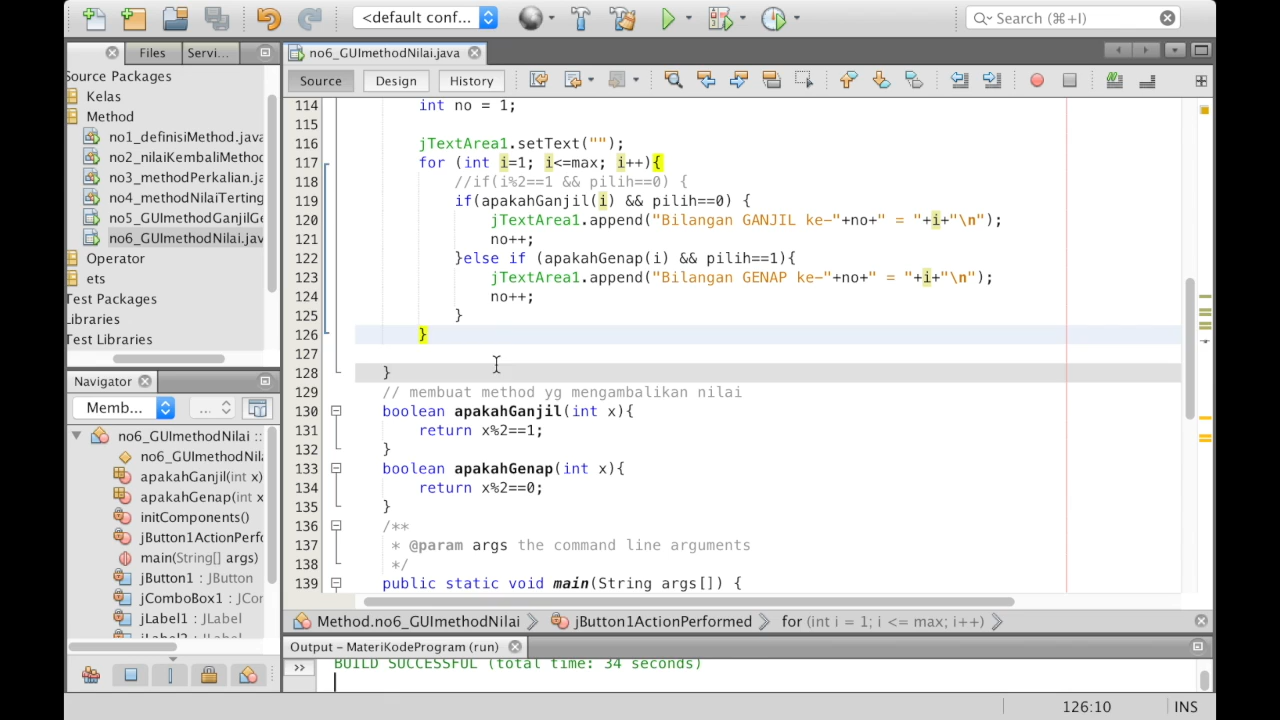 <default conf...
Search (⌘+I)
Files
Servi...
no6_GUImethodNilai.java
Source Packages
Kelas
Method
no1_definisiMethod.java
no2_nilaiKembaliMethod
no3_methodPerkalian.ja
no4_methodNilaiTerting
no5_GUImethodGanjilGe
no6_GUImethodNilai.jav
Operator
ets
Test Packages
Libraries
Test Libraries
Source
Design
History
114 int no = 1;
115
116 jTextArea1.setText("");
117 for (int i=1; i<=max; i++){
118 //if(i%2==1 && pilih==0) {
119 if(apakahGanjil(i) && pilih==0) {
120 jTextArea1.append("Bilangan GANJIL ke-"+no+" = "+i+"\n");
121 no++;
122 }else if (apakahGenap(i) && pilih==1){
123 jTextArea1.append("Bilangan GENAP ke-"+no+" = "+i+"\n");
124 no++;
125 }
126 }
127
128 }
129 // membuat method yg mengambalikan nilai
130 boolean apakahGanjil(int x){
131 return x%2==1;
132 }
133 boolean apakahGenap(int x){
134 return x%2==0;
135 }
136 /**
137 * @param args the command line arguments
138 */
139 public static void main(String args[]) {
Navigator
Memb...
...
no6_GUImethodNilai ::
no6_GUImethodNila
apakahGanjil(int x)
apakahGenap(int x
initComponents()
jButton1ActionPerfo
main(String[] args)
jButton1 : JButton
jComboBox1 : JCor
jLabel1 : JLabel
Method.no6_GUImethodNilai
jButton1ActionPerformed
for (int i = 1; i <= max; i++)
Output - MateriKodeProgram (run)
BUILD SUCCESSFUL (total time: 34 seconds)
126:10
INS